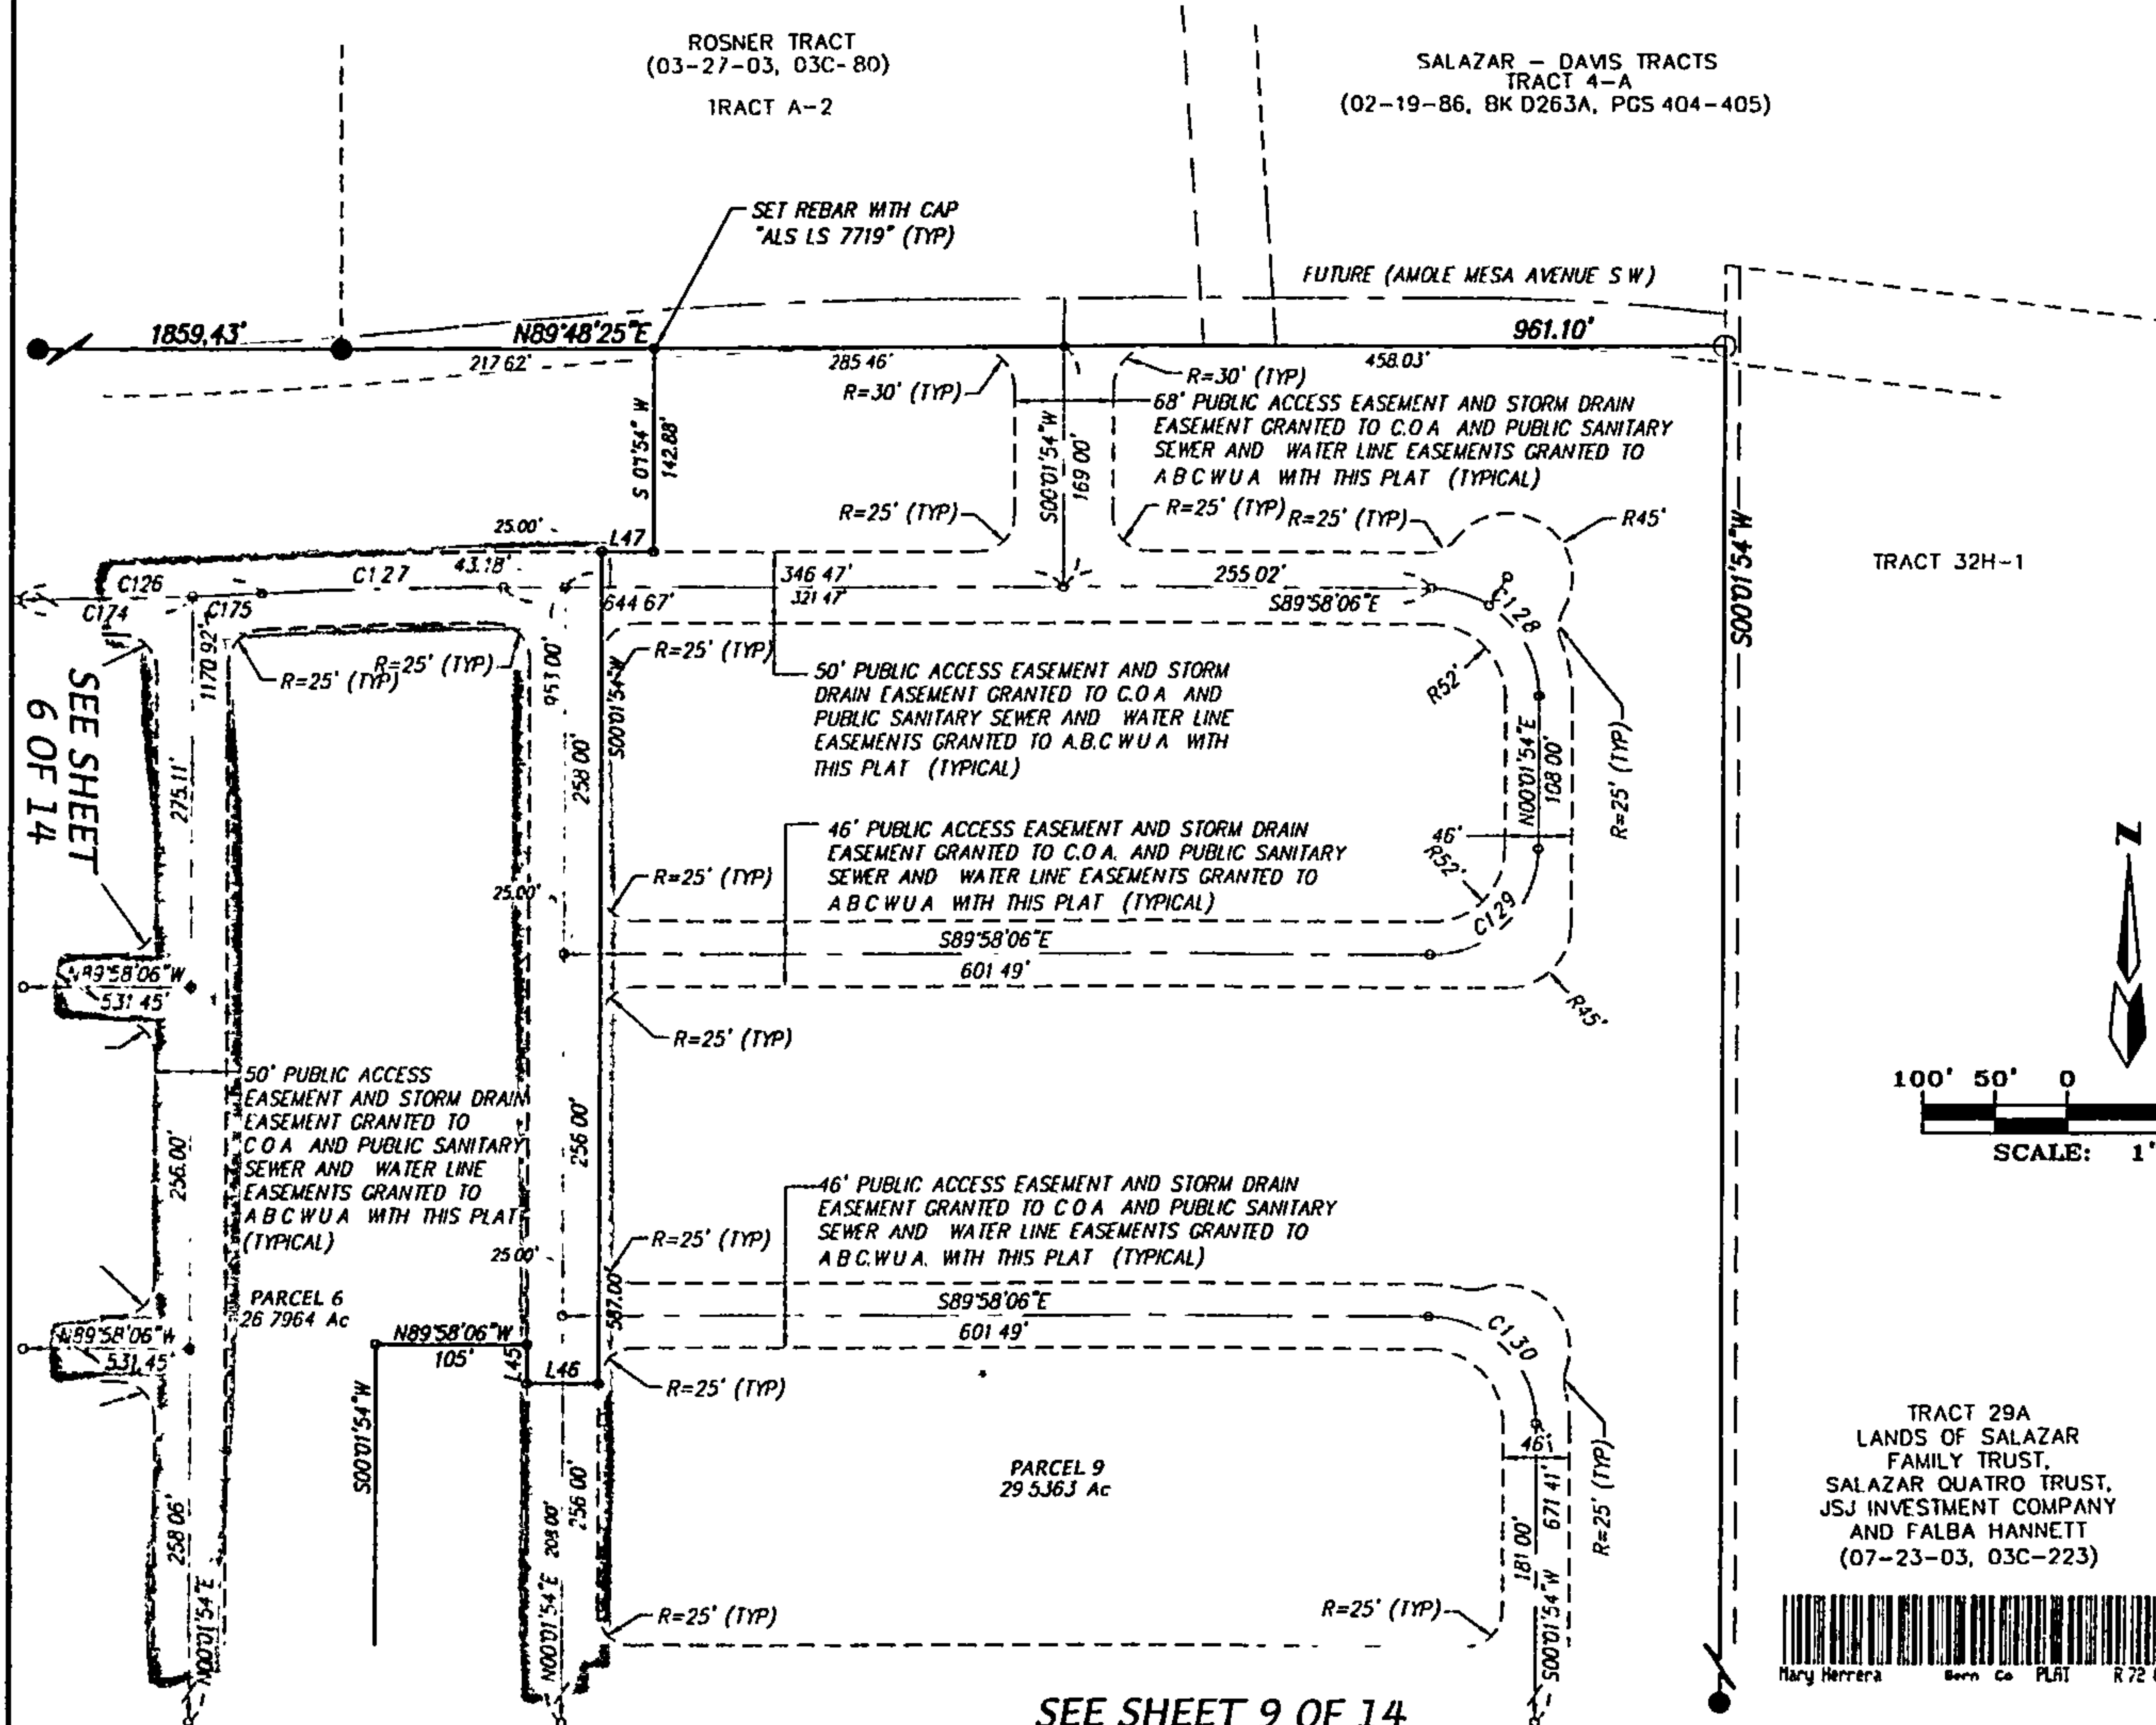 ROSNER TRACT
(03-27-03, 03C-80)
TRACT A-2
SALAZAR - DAVIS TRACTS
TRACT 4-A
(02-19-86, BK D263A, PGS 404-405)
SET REBAR WITH CAP
"ALS LS 7719" (TYP)
FUTURE (AMOLE MESA AVENUE S W)
1859.43'
N89°48'25"E
961.10'
217 62'
285 46'
458.03'
R=30' (TYP)
R=30' (TYP)
68' PUBLIC ACCESS EASEMENT AND STORM DRAIN
EASEMENT GRANTED TO C.O.A AND PUBLIC SANITARY
SEWER AND WATER LINE EASEMENTS GRANTED TO
A B C W U A WITH THIS PLAT (TYPICAL)
S 01'54" W
142.88'
S00°01'54"W
169 00'
R=25' (TYP)
R=25' (TYP)
R=25' (TYP)
R45'
S00°01'54"W
TRACT 32H-1
25.00'
L47
C126
C127
43.18'
C174
C175
644 67'
346 47'
321 47'
255 02'
S89°58'06"E
C128
1170 92'
R=25' (TYP)
R=25' (TYP)
953 00'
S00°01'54"W
R=25' (TYP)
50' PUBLIC ACCESS EASEMENT AND STORM
DRAIN EASEMENT GRANTED TO C.O A AND
PUBLIC SANITARY SEWER AND WATER LINE
EASEMENTS GRANTED TO A.B.C W U A WITH
THIS PLAT (TYPICAL)
R52'
N00°01'54"E
108 00'
R=25' (TYP)
SEE SHEET
6 OF 14
275.11'
258 00'
46' PUBLIC ACCESS EASEMENT AND STORM DRAIN
EASEMENT GRANTED TO C.O A. AND PUBLIC SANITARY
SEWER AND WATER LINE EASEMENTS GRANTED TO
A B C W U A WITH THIS PLAT (TYPICAL)
46'
R52'
R=25' (TYP)
25.00'
C129
S89°58'06"E
601 49'
R45'
N89°58'06"W
531 45'
R=25' (TYP)
Z
100' 50' 0
SCALE: 1"
50' PUBLIC ACCESS
EASEMENT AND STORM DRAIN
EASEMENT GRANTED TO
C O A AND PUBLIC SANITARY
SEWER AND WATER LINE
EASEMENTS GRANTED TO
A B C W U A WITH THIS PLAT
(TYPICAL)
256.00'
256 00'
46' PUBLIC ACCESS EASEMENT AND STORM DRAIN
EASEMENT GRANTED TO C O A AND PUBLIC SANITARY
SEWER AND WATER LINE EASEMENTS GRANTED TO
A B C.W U A. WITH THIS PLAT (TYPICAL)
25 00'
R=25' (TYP)
587.00'
PARCEL 6
26 7964 Ac
S89°58'06"E
601 49'
C130
N89°58'06"W
531.45'
N89°58'06"W
105'
L45
L46
R=25' (TYP)
S00°01'54"W
PARCEL 9
29 5363 Ac
46'
R=25' (TYP)
671 41'
181 00'
S00°01'54"W
TRACT 29A
LANDS OF SALAZAR
FAMILY TRUST,
SALAZAR QUATRO TRUST,
JSJ INVESTMENT COMPANY
AND FALBA HANNETT
(07-23-03, 03C-223)
258 06'
N00°01'54"E
256 00'
208 00'
N00°01'54"E
R=25' (TYP)
R=25' (TYP)
Mary Herrera Bern Co PLAT R 72
SEE SHEET 9 OF 14